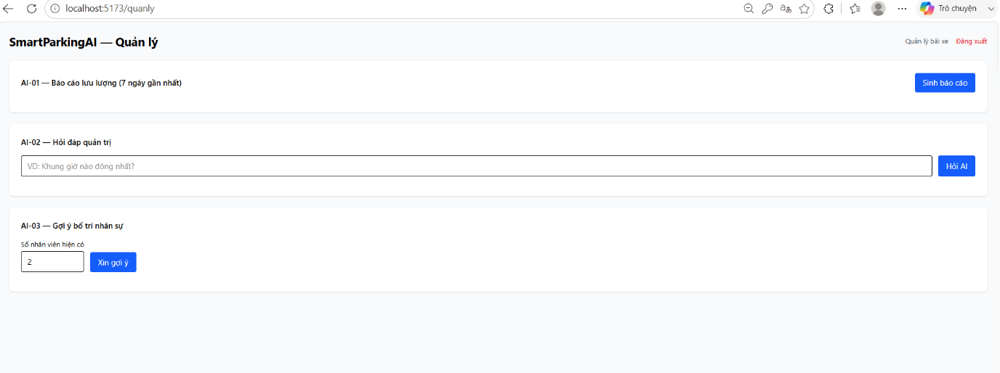 localhost:5173/quanly
Trò chuyện
SmartParkingAI — Quản lý
Quản lý bãi xe Đăng xuất
AI-01 — Báo cáo lưu lượng (7 ngày gần nhất)
Sinh báo cáo
AI-02 — Hỏi đáp quản trị
VD: Khung giờ nào đông nhất?
Hỏi AI
AI-03 — Gợi ý bố trí nhân sự
Số nhân viên hiện có
2
Xin gợi ý